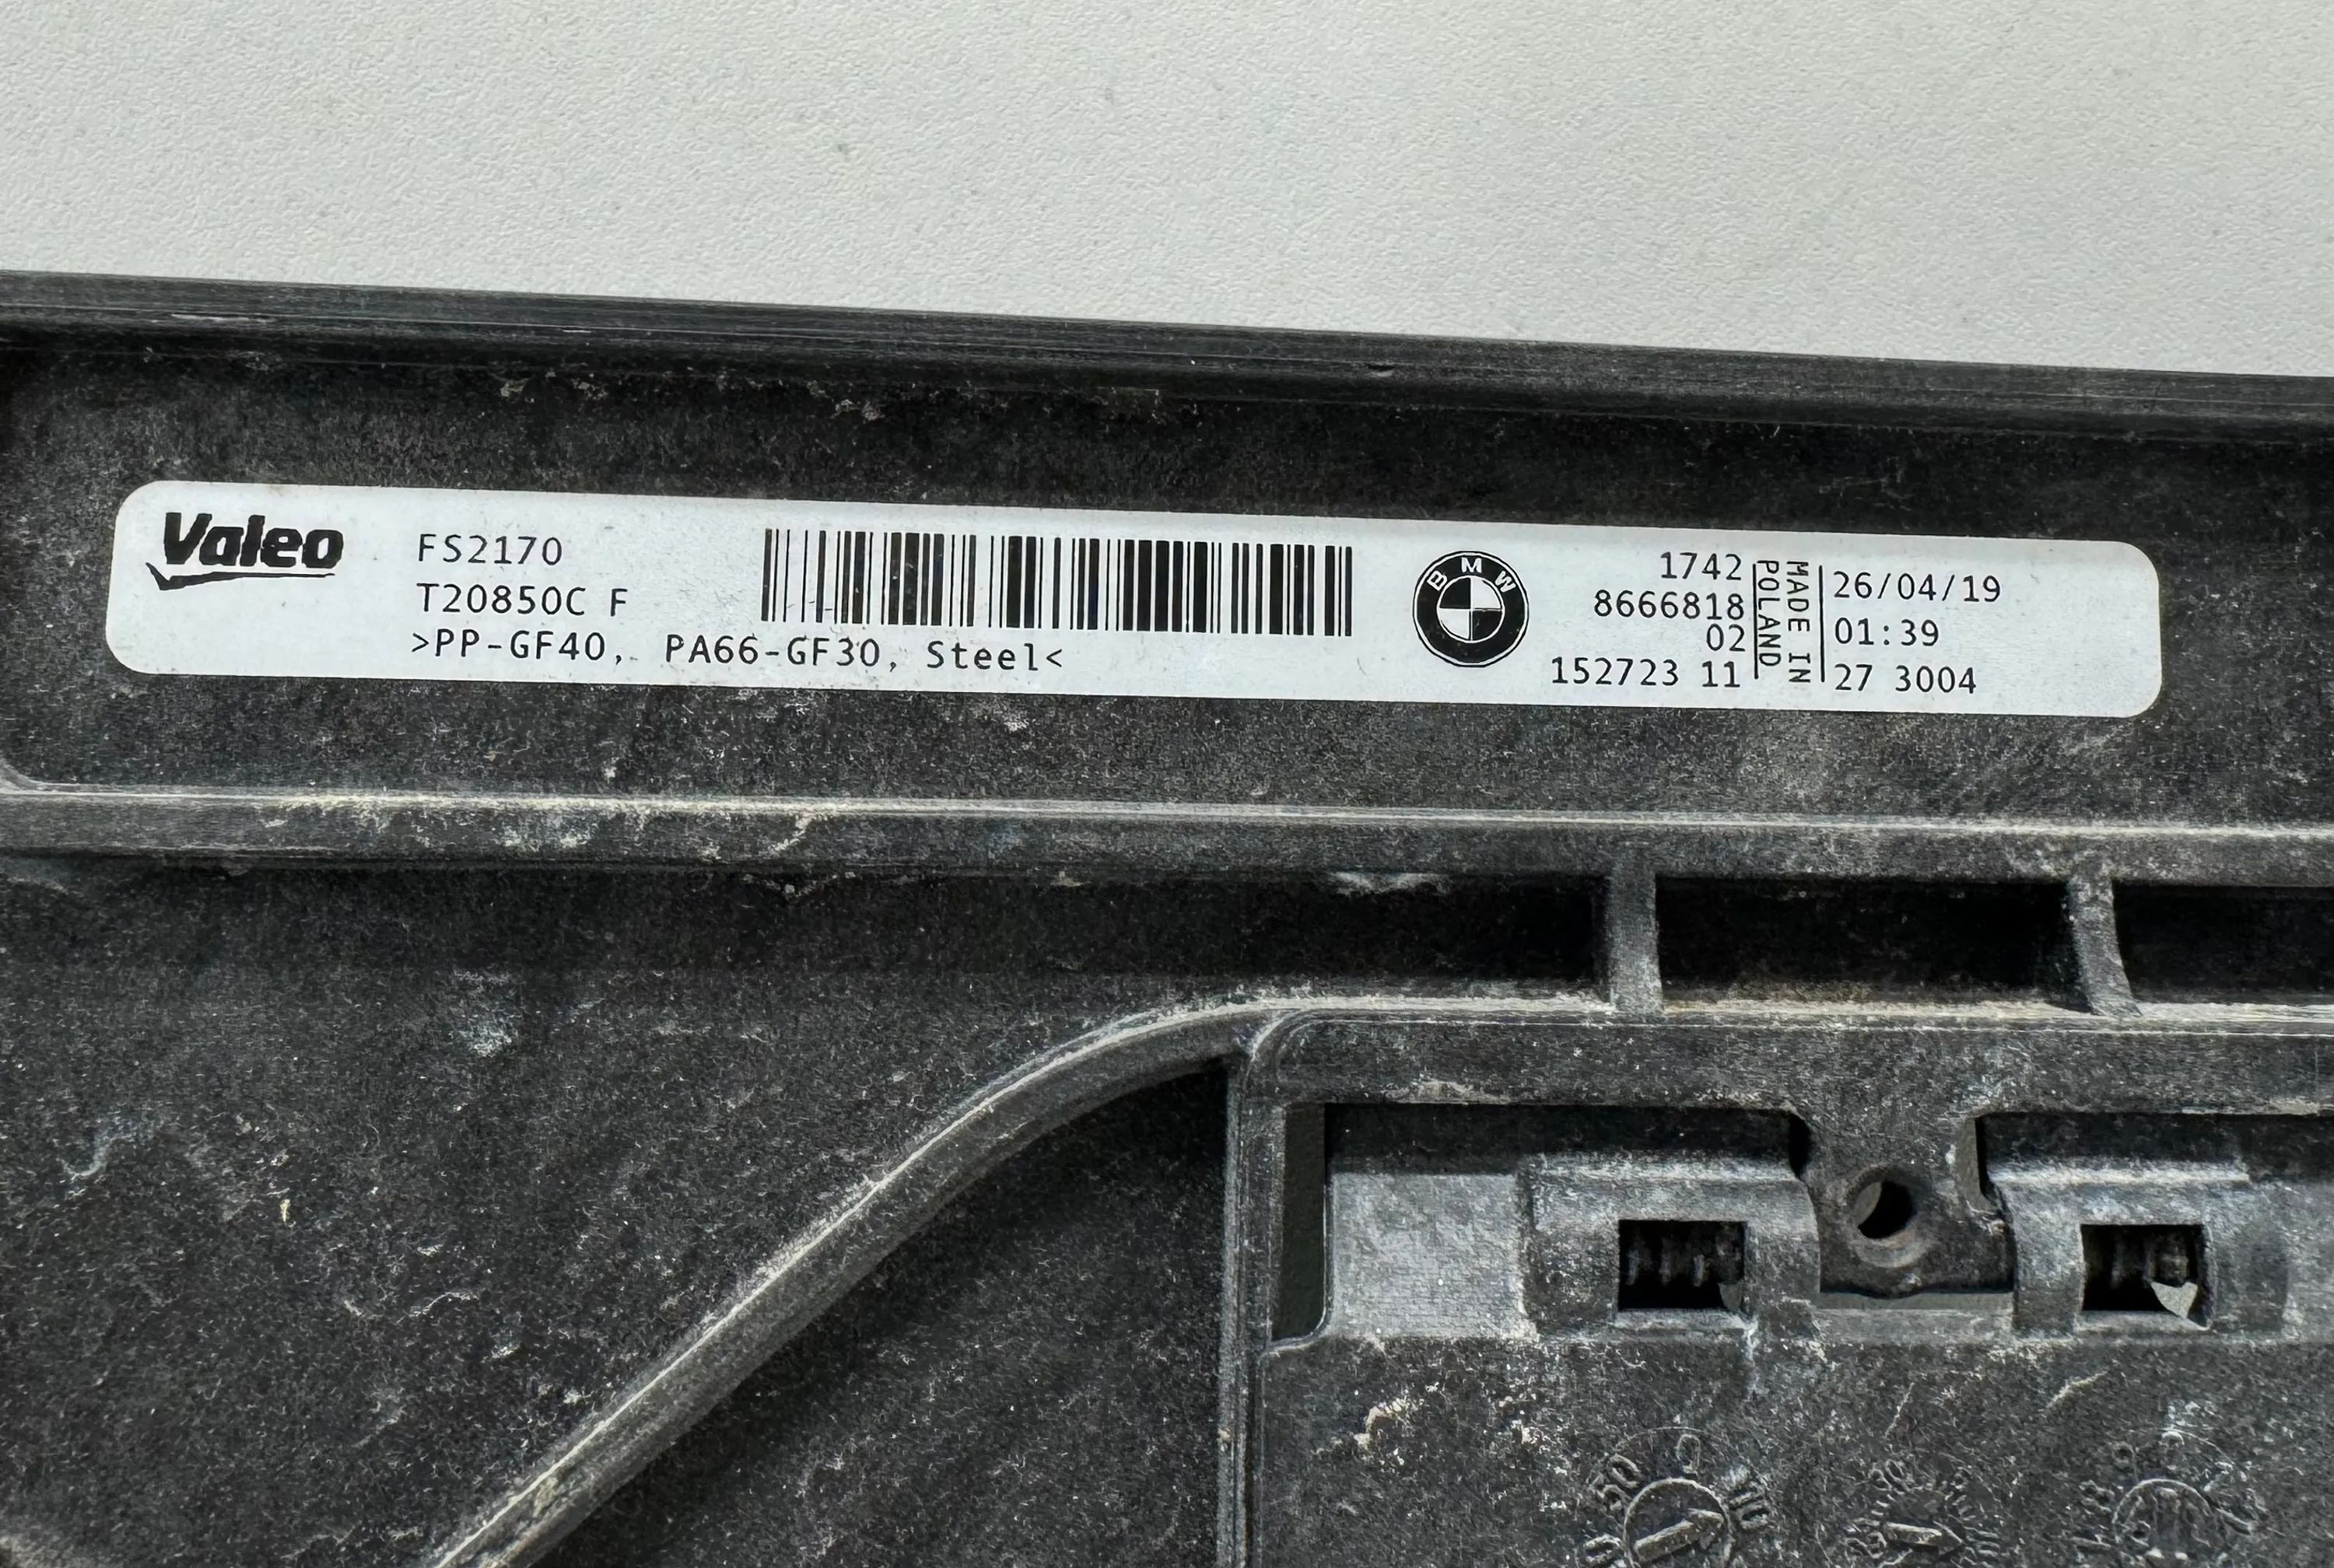 Valeo
FS2170
T20850C F
>PP-GF40, PA66-GF30, Steel<
BMW
1742
8666818
02
152723 11
MADE IN
POLAND
26/04/19
01:39
27 3004